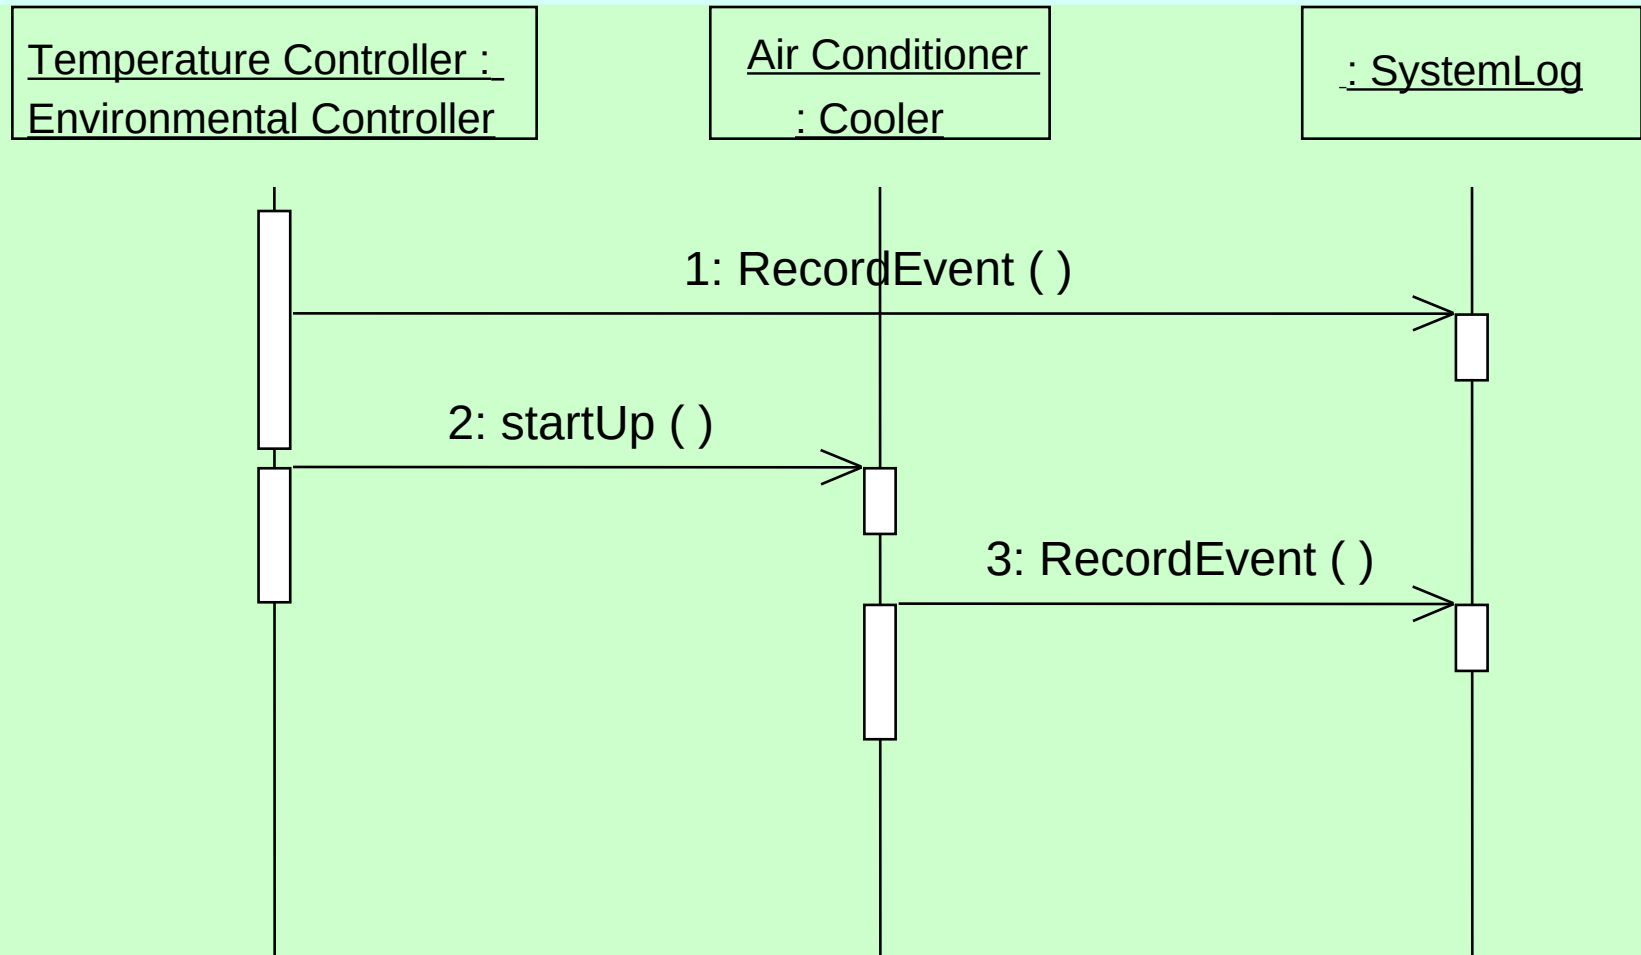 Temperature Controller :
Environmental Controller
Air Conditioner
: Cooler
: SystemLog
1: RecordEvent ( )
2: startUp ( )
3: RecordEvent ( )